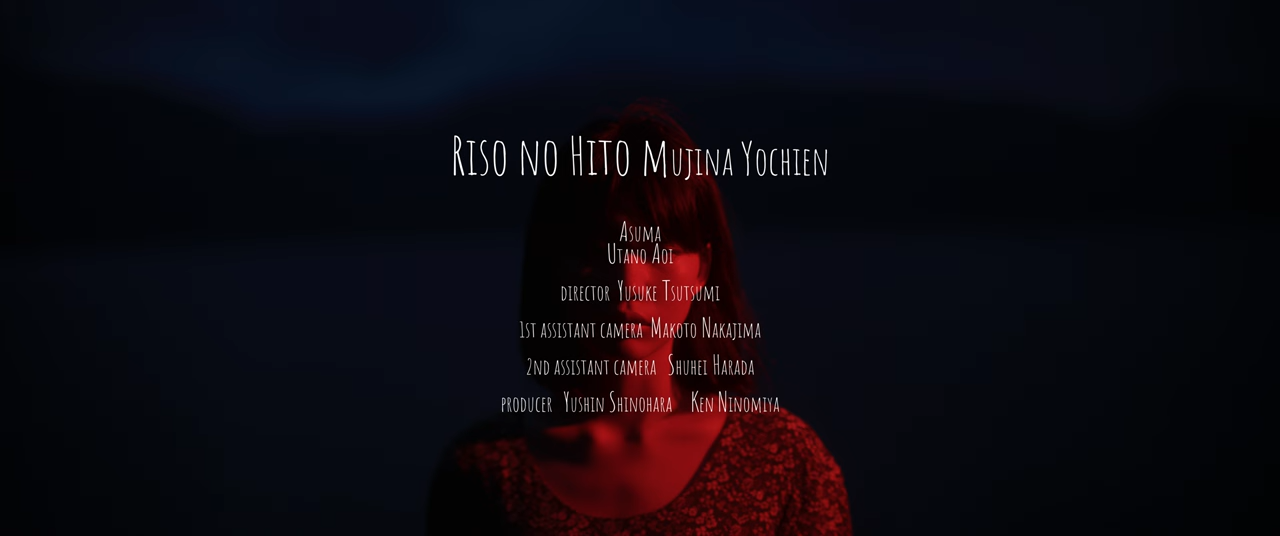 Riso no Hito Mujina Yochien
Asuma
Utano Aoi
director Yusuke Tsutsumi
1st assistant camera Makoto Nakajima
2nd assistant camera Shuhei Harada
producer Yushin Shinohara Ken Ninomiya